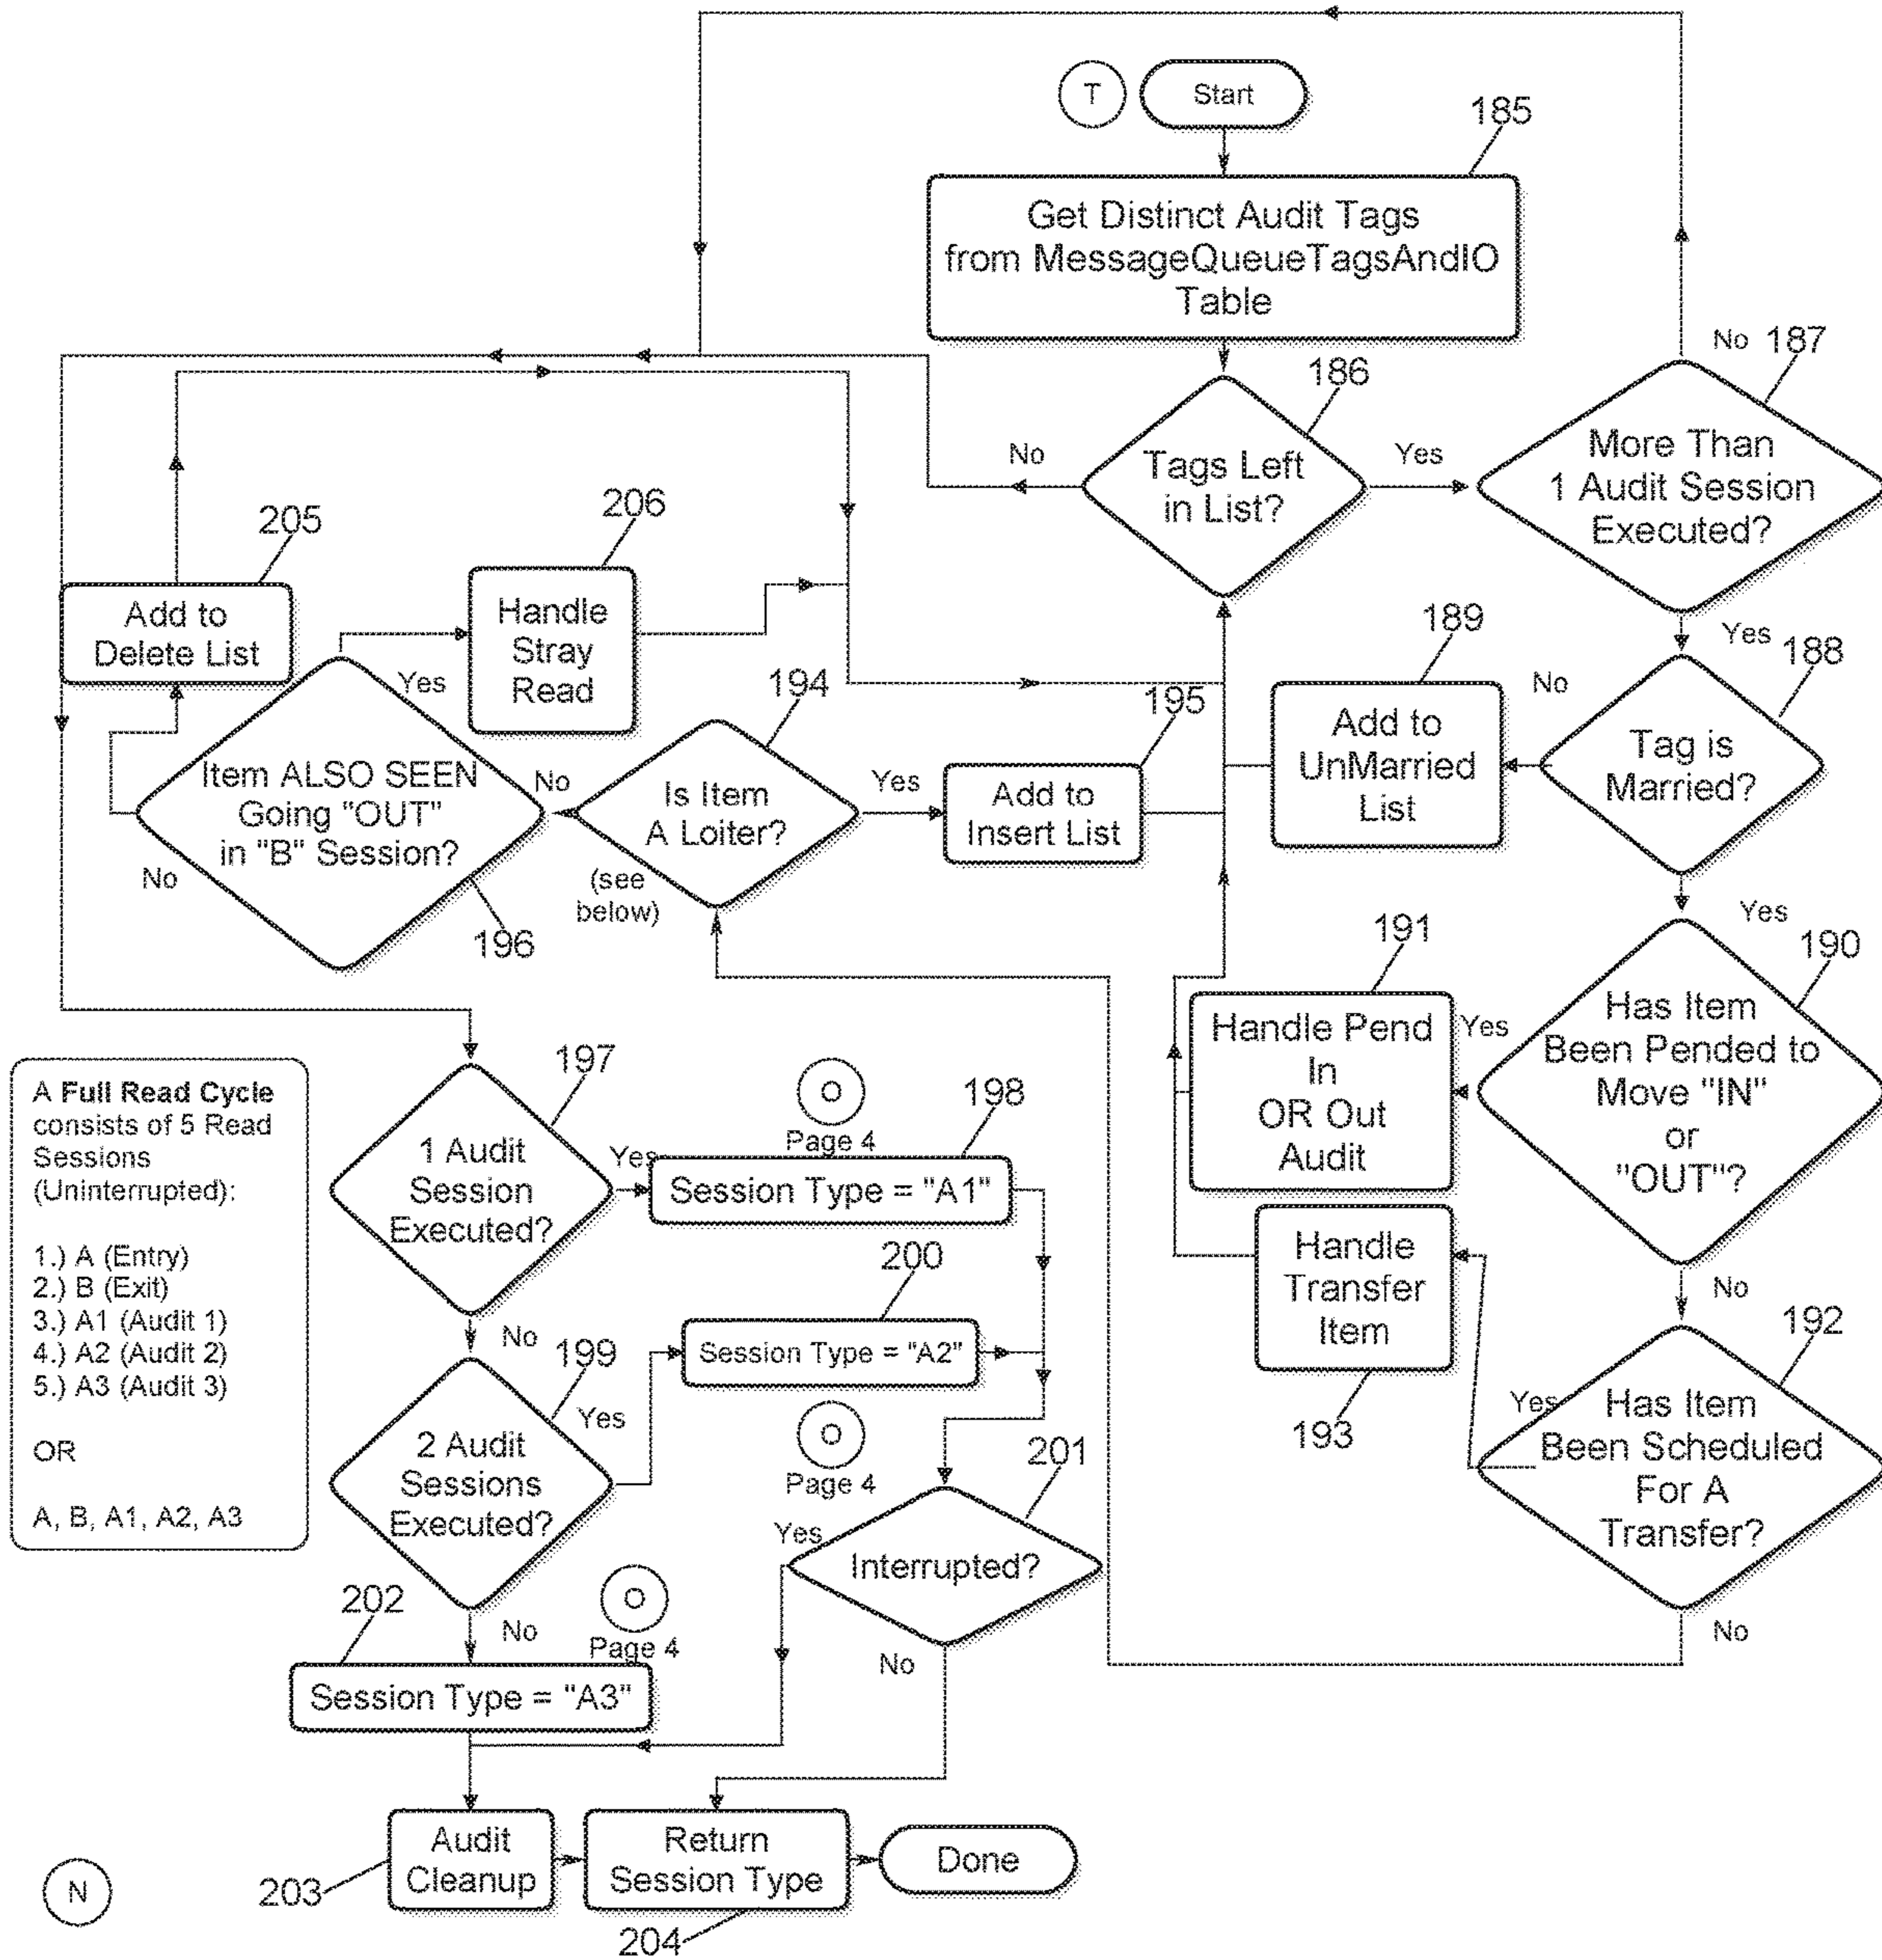 T
Start
185
Get Distinct Audit Tags
from MessageQueueTagsAndIO
Table
No
187
186
More Than
1 Audit Session
Executed?
No
Tags Left
in List?
Yes
205
206
Add to
Delete List
Handle
Stray
Read
Yes
189
Yes
188
194
195
No
Add to
UnMarried
List
Tag is
Married?
Item ALSO SEEN
Going "OUT"
in "B" Session?
No
Is Item
A Loiter?
Yes
Add to
Insert List
No
(see
below)
196
Yes
191
190
Handle Pend
In
OR Out
Audit
Yes
Has Item
Been Pended to
Move "IN"
or
"OUT"?
A Full Read Cycle
consists of 5 Read
Sessions
(Uninterrupted):
1.) A (Entry)
2.) B (Exit)
3.) A1 (Audit 1)
4.) A2 (Audit 2)
5.) A3 (Audit 3)
OR
A, B, A1, A2, A3
197
O
Page 4
198
1 Audit
Session
Executed?
Yes
Session Type = "A1"
Handle
Transfer
Item
193
No
192
No
199
200
Session Type = "A2"
Yes
O
Page 4
2 Audit
Sessions
Executed?
201
Yes
Has Item
Been Scheduled
For A
Transfer?
Yes
Interrupted?
202
O
Page 4
No
No
No
Session Type = "A3"
Audit
Cleanup
Return
Session Type
Done
N
203
204